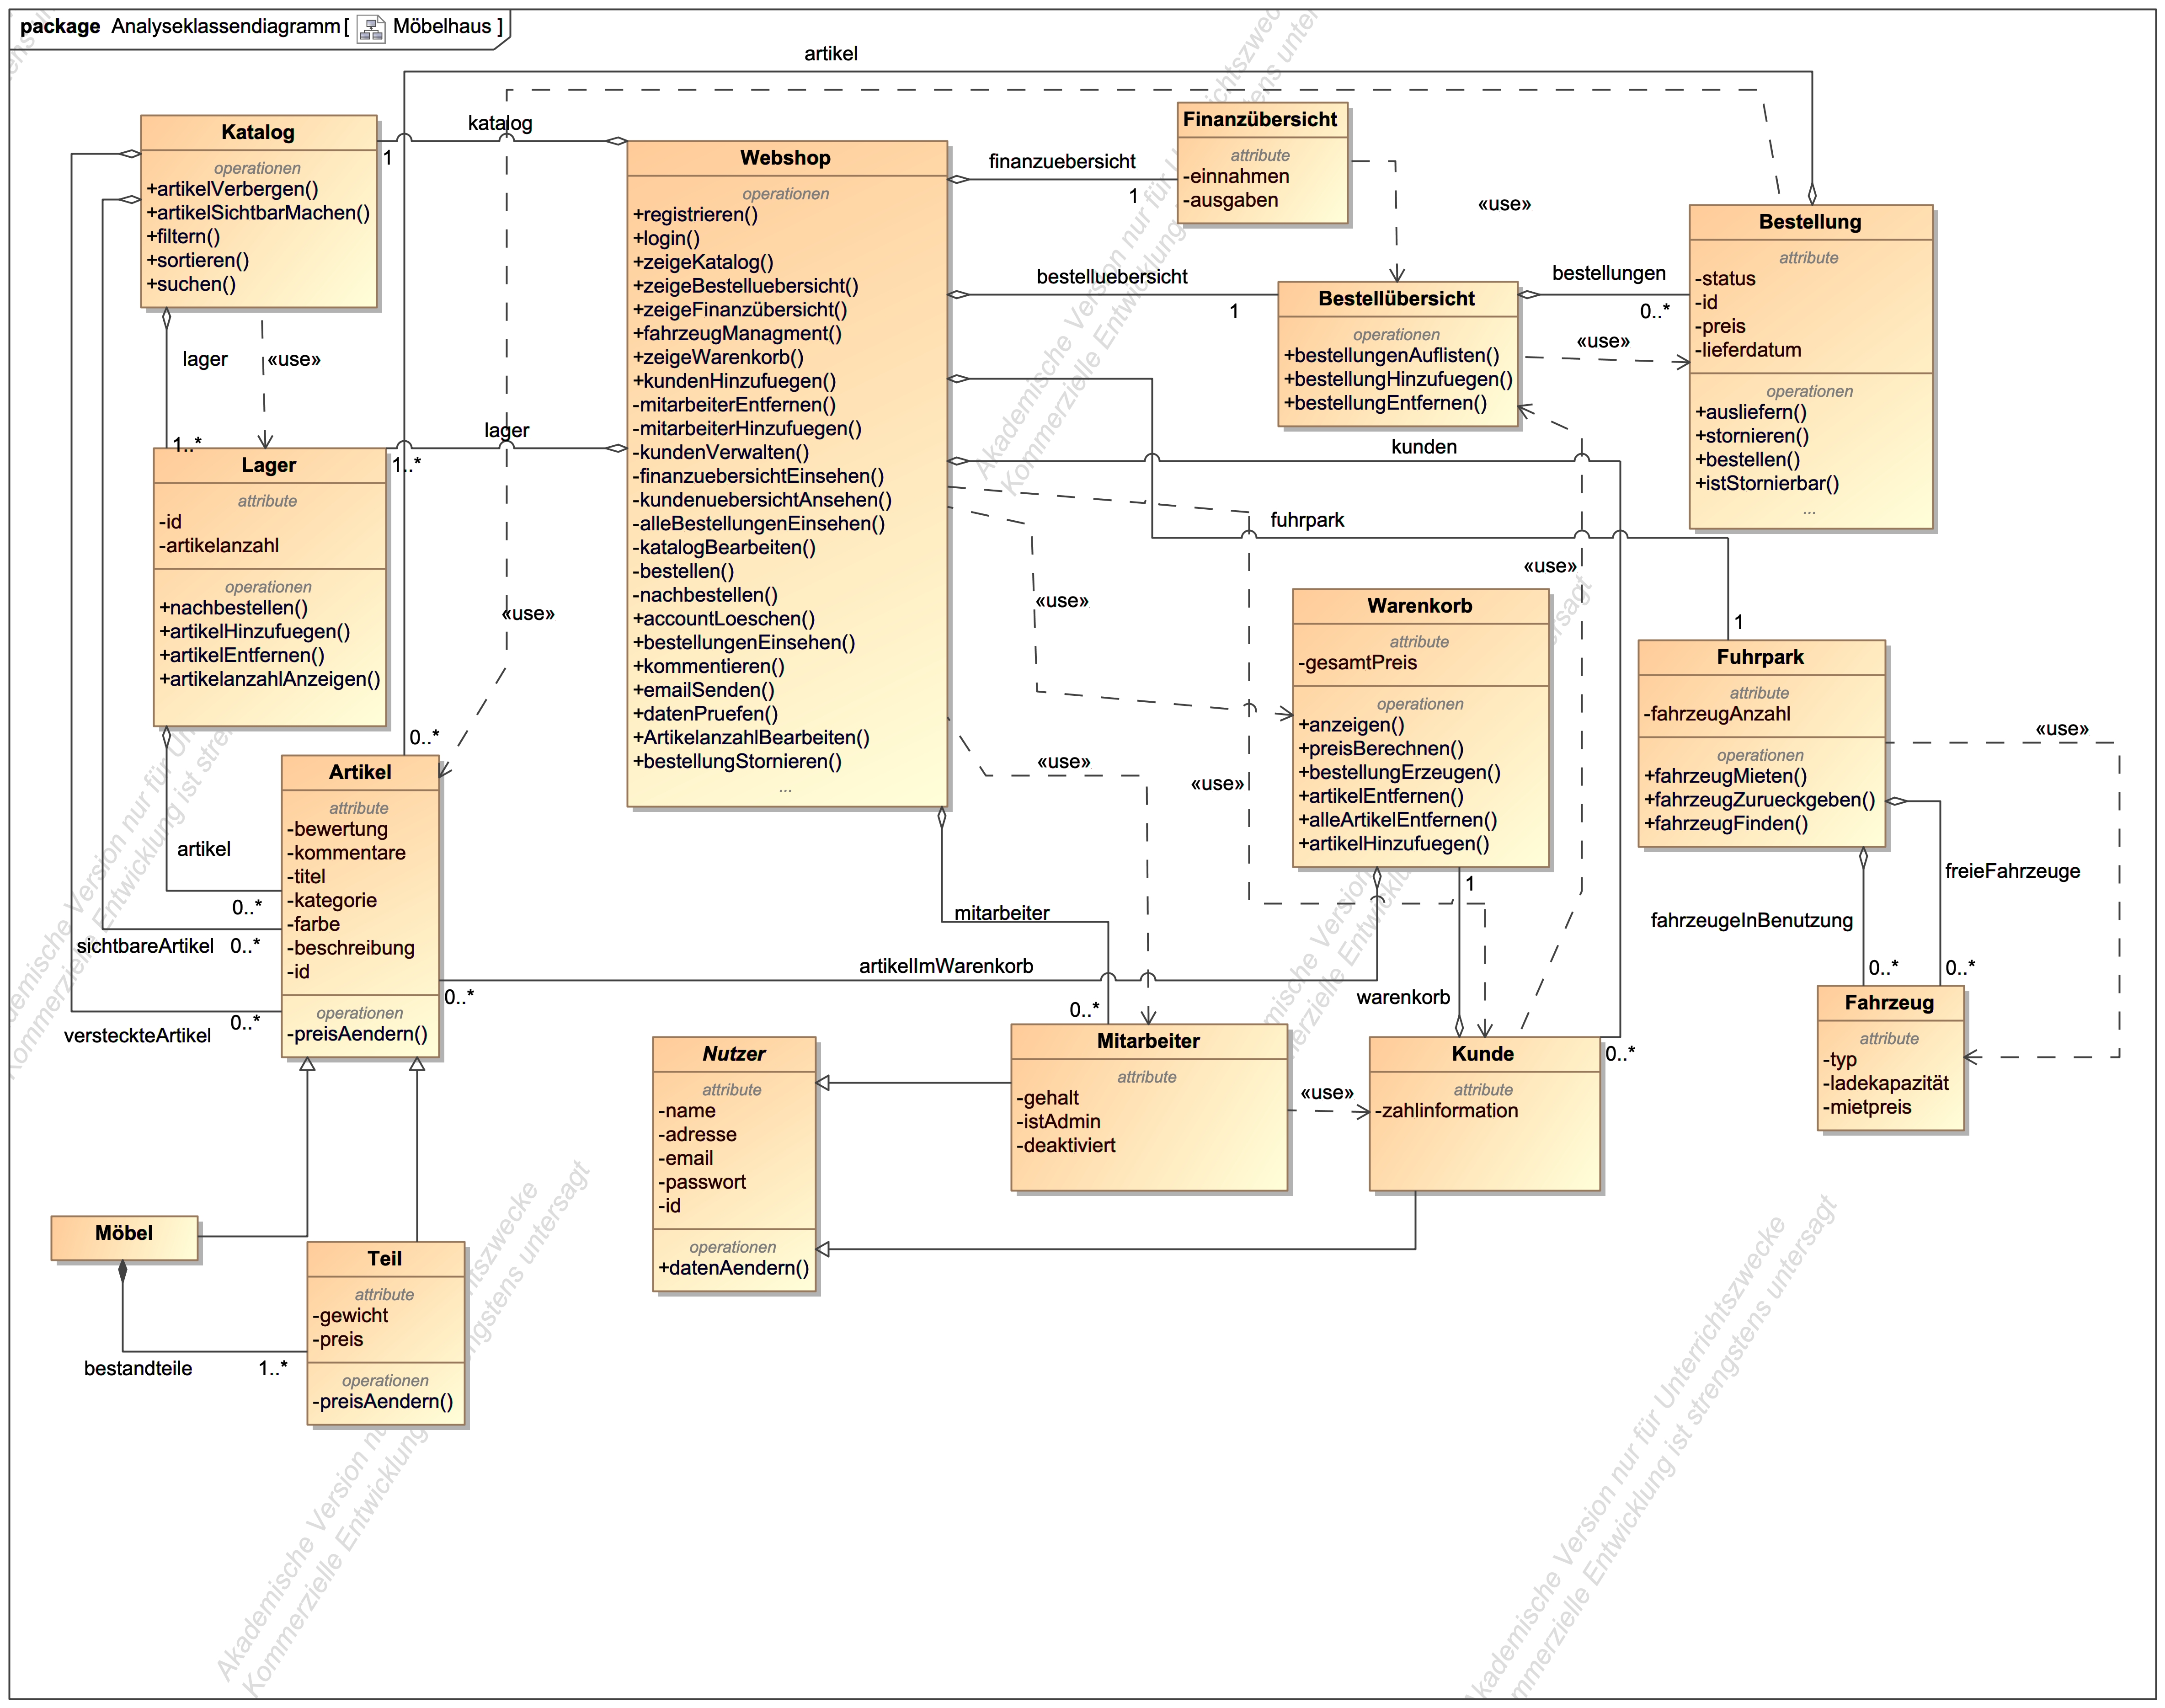 package Analyseklassendiagramm[ Möbelhaus ]
artikel
Katalog
operationen
+artikelVerbergen()
+artikelSichtbarMachen()
+filtern()
+sortieren()
+suchen()
katalog
1
Webshop
operationen
+registrieren()
+login()
+zeigeKatalog()
+zeigeBestelluebersicht()
+zeigeFinanzübersicht()
+fahrzeugManagment()
+zeigeWarenkorb()
+kundenHinzufuegen()
-mitarbeiterEntfernen()
-mitarbeiterHinzufuegen()
-kundenVerwalten()
-finanzuebersichtEinsehen()
-kundenuebersichtAnsehen()
-alleBestellungenEinsehen()
-katalogBearbeiten()
-bestellen()
-nachbestellen()
+accountLoeschen()
+bestellungenEinsehen()
+kommentieren()
+emailSenden()
+datenPruefen()
+ArtikelanzahlBearbeiten()
+bestellungStornieren()
...
finanzuebersicht
1
Finanzübersicht
attribute
-einnahmen
-ausgaben
«use»
bestelluebersicht
1
Bestellübersicht
operationen
+bestellungenAuflisten()
+bestellungHinzufuegen()
+bestellungEntfernen()
bestellungen
0..*
«use»
Bestellung
attribute
-status
-id
-preis
-lieferdatum
operationen
+ausliefern()
+stornieren()
+bestellen()
+istStornierbar()
...
lager
«use»
1..*
lager
1..*
Lager
attribute
-id
-artikelanzahl
operationen
+nachbestellen()
+artikelHinzufuegen()
+artikelEntfernen()
+artikelanzahlAnzeigen()
kunden
fuhrpark
«use»
«use»
«use»
«use»
«use»
Warenkorb
attribute
-gesamtPreis
operationen
+anzeigen()
+preisBerechnen()
+bestellungErzeugen()
+artikelEntfernen()
+alleArtikelEntfernen()
+artikelHinzufuegen()
1
Fuhrpark
attribute
-fahrzeugAnzahl
operationen
+fahrzeugMieten()
+fahrzeugZurueckgeben()
+fahrzeugFinden()
«use»
0..*
Artikel
attribute
-bewertung
-kommentare
-titel
-kategorie
-farbe
-beschreibung
-id
operationen
-preisAendern()
artikel
0..*
sichtbareArtikel
0..*
versteckteArtikel
0..*
mitarbeiter
0..*
artikelImWarenkorb
0..*
1
warenkorb
freieFahrzeuge
fahrzeugeInBenutzung
0..*
0..*
Fahrzeug
attribute
-typ
-ladekapazität
-mietpreis
Nutzer
attribute
-name
-adresse
-email
-passwort
-id
operationen
+datenAendern()
Mitarbeiter
attribute
-gehalt
-istAdmin
-deaktiviert
«use»
Kunde
attribute
-zahlinformation
0..*
Möbel
Teil
attribute
-gewicht
-preis
operationen
-preisAendern()
bestandteile
1..*
Akademische Version nur für Unterrichtszwecke
Kommerzielle Entwicklung ist strengstens untersagt